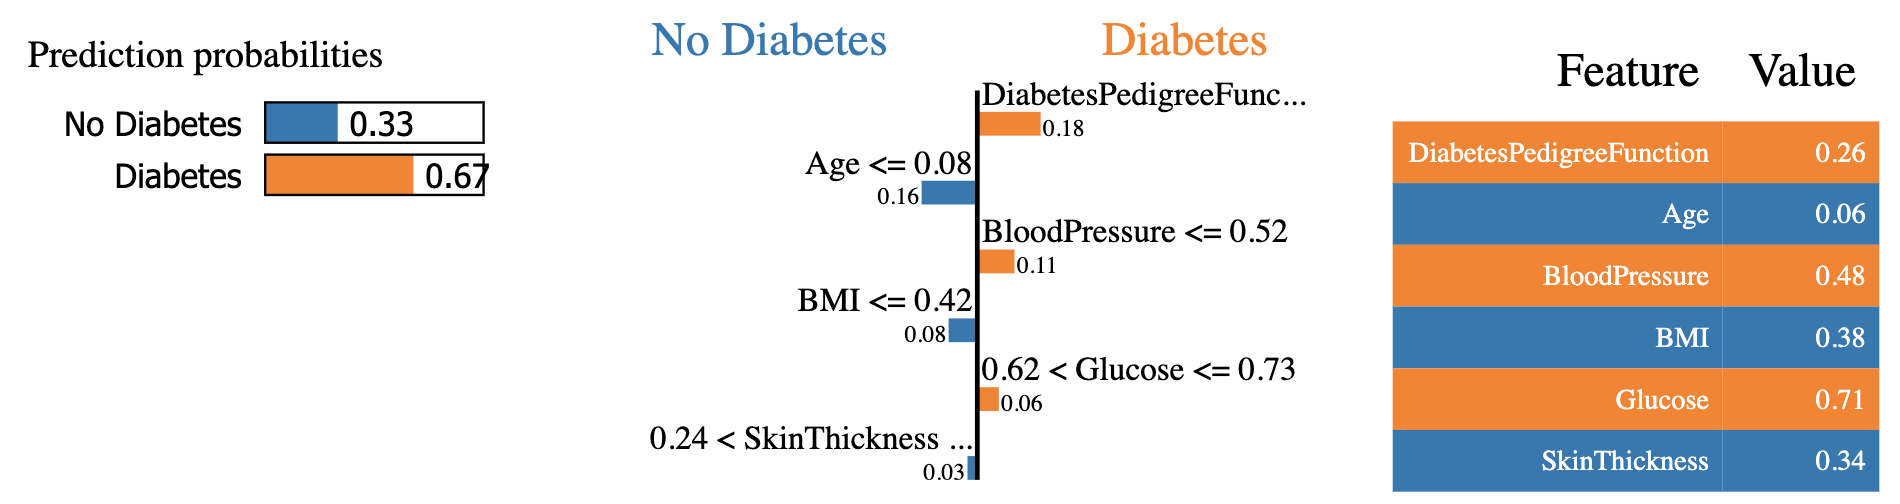 Prediction probabilities
No Diabetes 0.33
Diabetes 0.67
No Diabetes Diabetes
DiabetesPedigreeFunc...
0.18
Age <= 0.08
0.16
BloodPressure <= 0.52
0.11
BMI <= 0.42
0.08
0.62 < Glucose <= 0.73
0.06
0.24 < SkinThickness ...
0.03
Feature Value
DiabetesPedigreeFunction 0.26
Age 0.06
BloodPressure 0.48
BMI 0.38
Glucose 0.71
SkinThickness 0.34